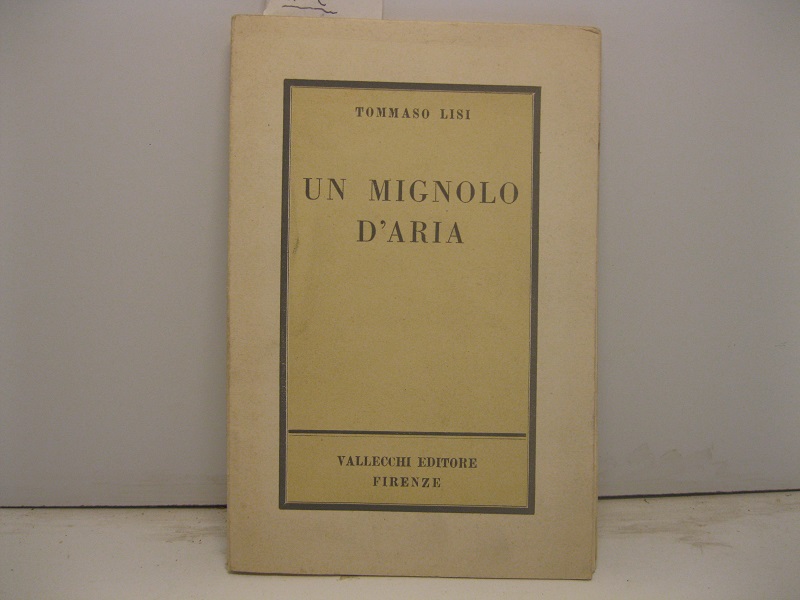 TOMMASO LISI
UN MIGNOLO
D'ARIA
VALLECCHI EDITORE
FIRENZE